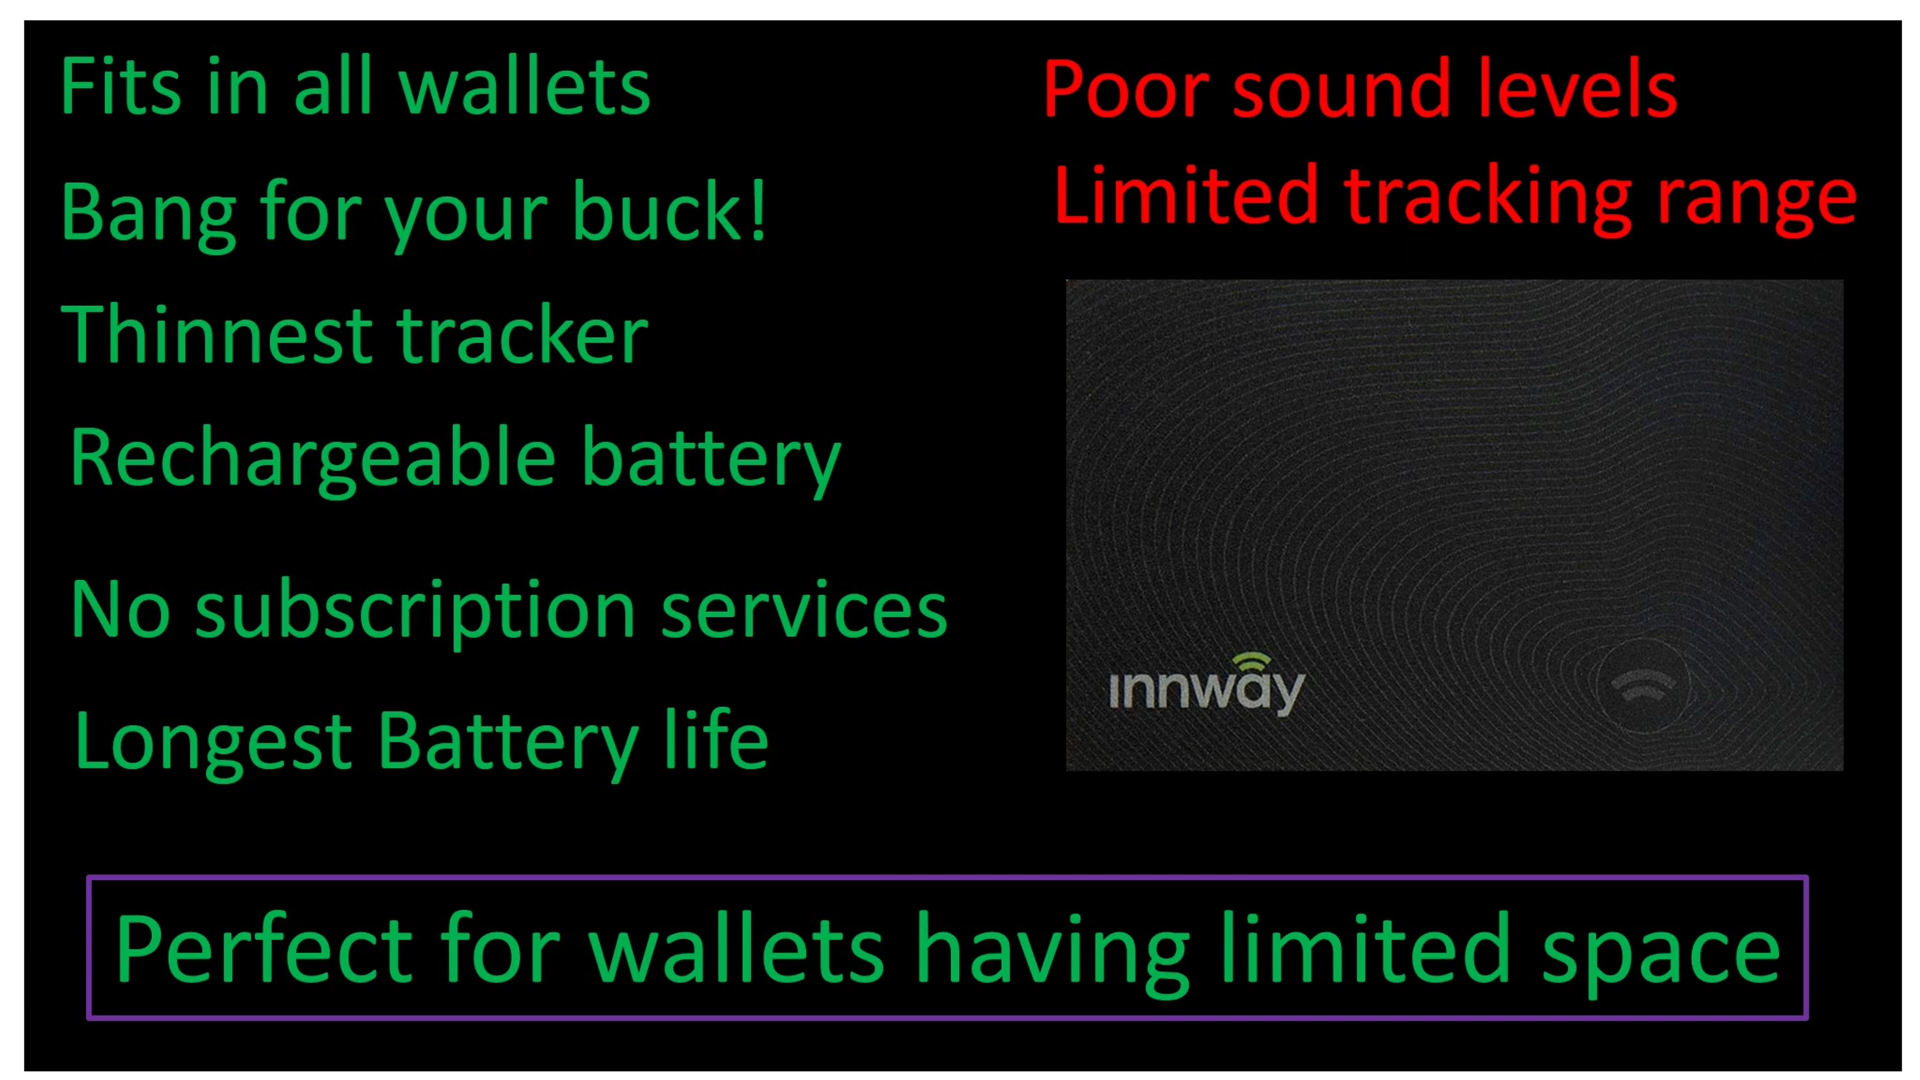 Fits in all wallets
Bang for your buck!
Thinnest tracker
Rechargeable battery
No subscription services
Longest Battery life
Poor sound levels
Limited tracking range
innway
Perfect for wallets having limited space